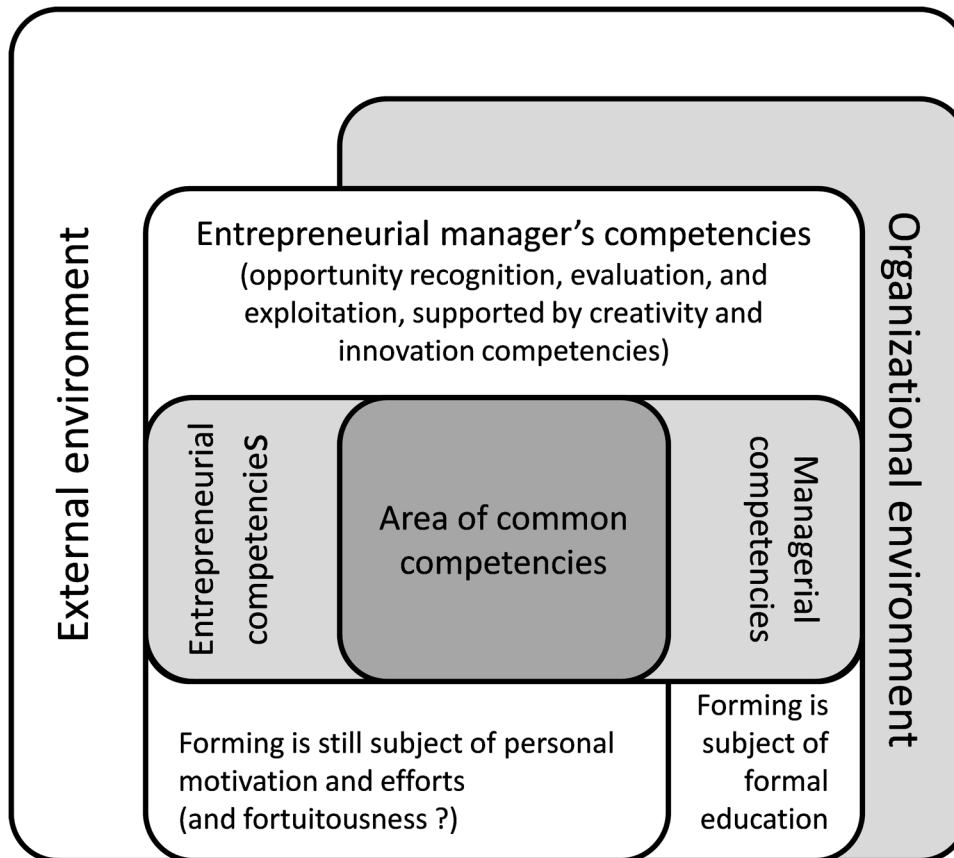 External environment
Organizational environment
Entrepreneurial manager’s competencies
(opportunity recognition, evaluation, and
exploitation, supported by creativity and
innovation competencies)
Entrepreneurial
competencies
Area of common
competencies
Managerial
competencies
Forming is still subject of personal
motivation and efforts
(and fortuitousness ?)
Forming is
subject of
formal
education